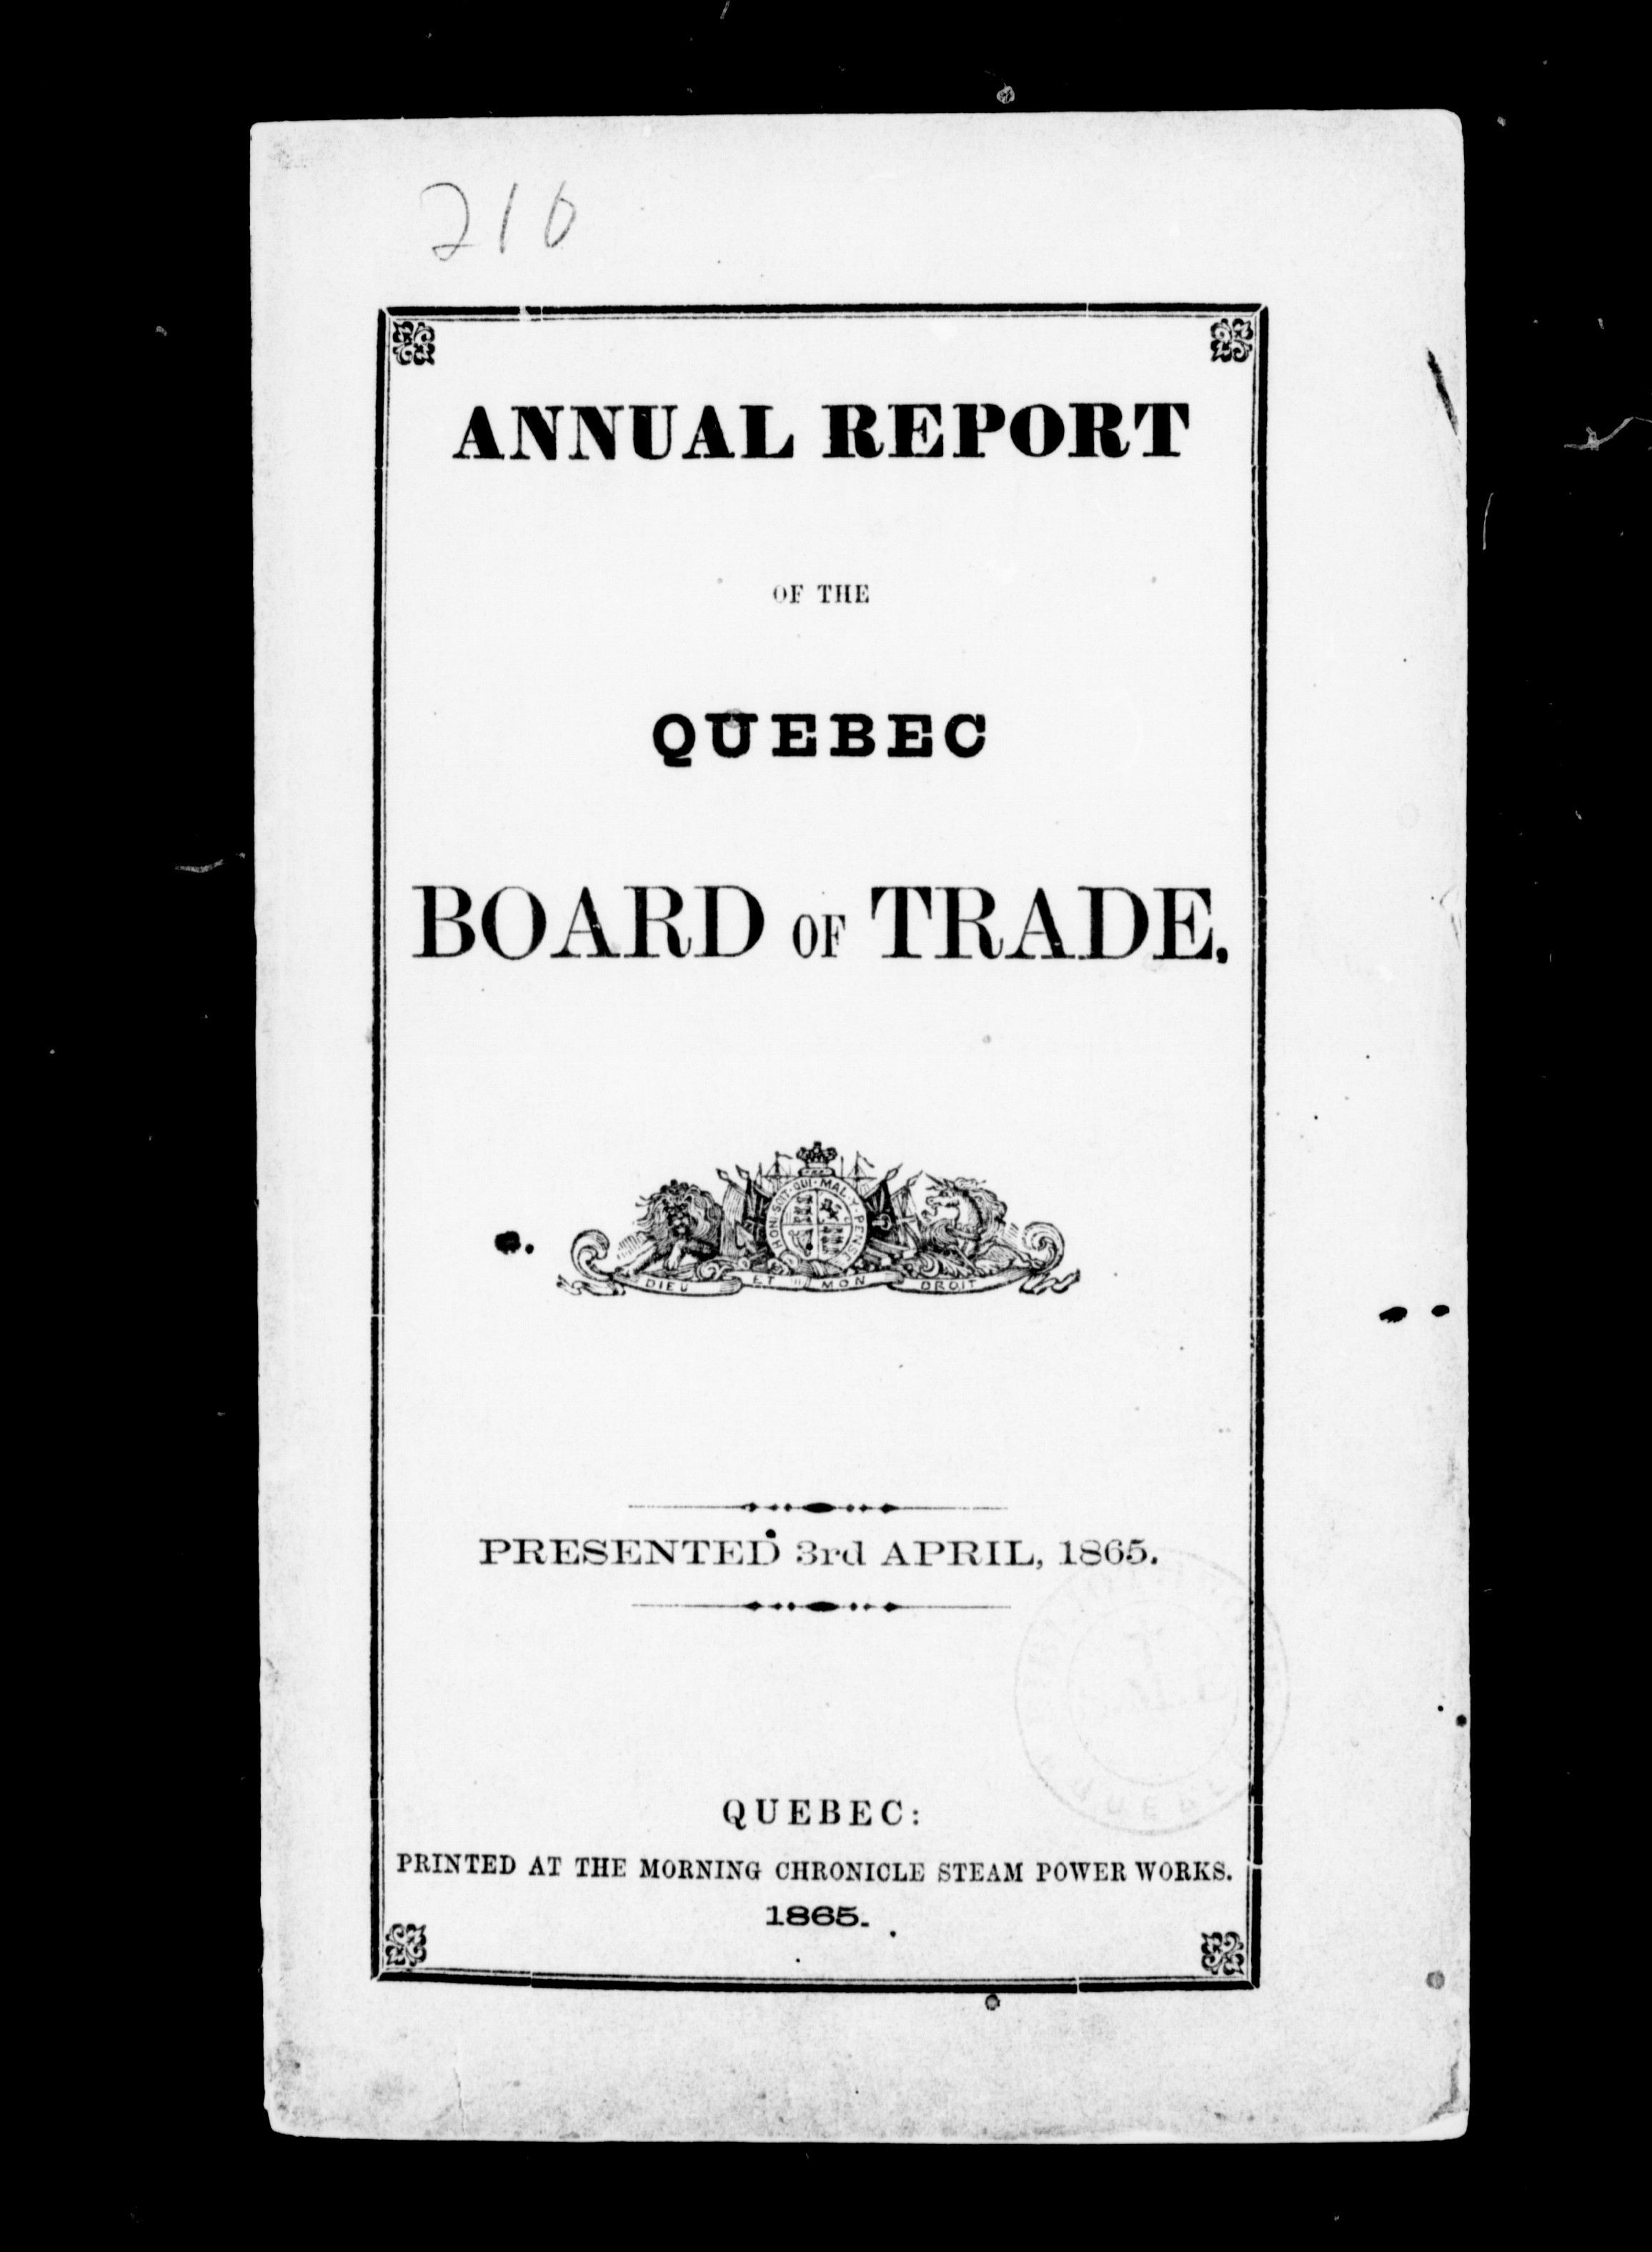 210
ANNUAL REPORT
OF THE
QUEBEC
BOARD OF TRADE.
HONI·SOIT·QUI·MAL·Y·PENSE
DIEU ET MON DROIT
PRESENTED 3rd APRIL, 1865.
QUEBEC:
PRINTED AT THE MORNING CHRONICLE STEAM POWER WORKS.
1865.